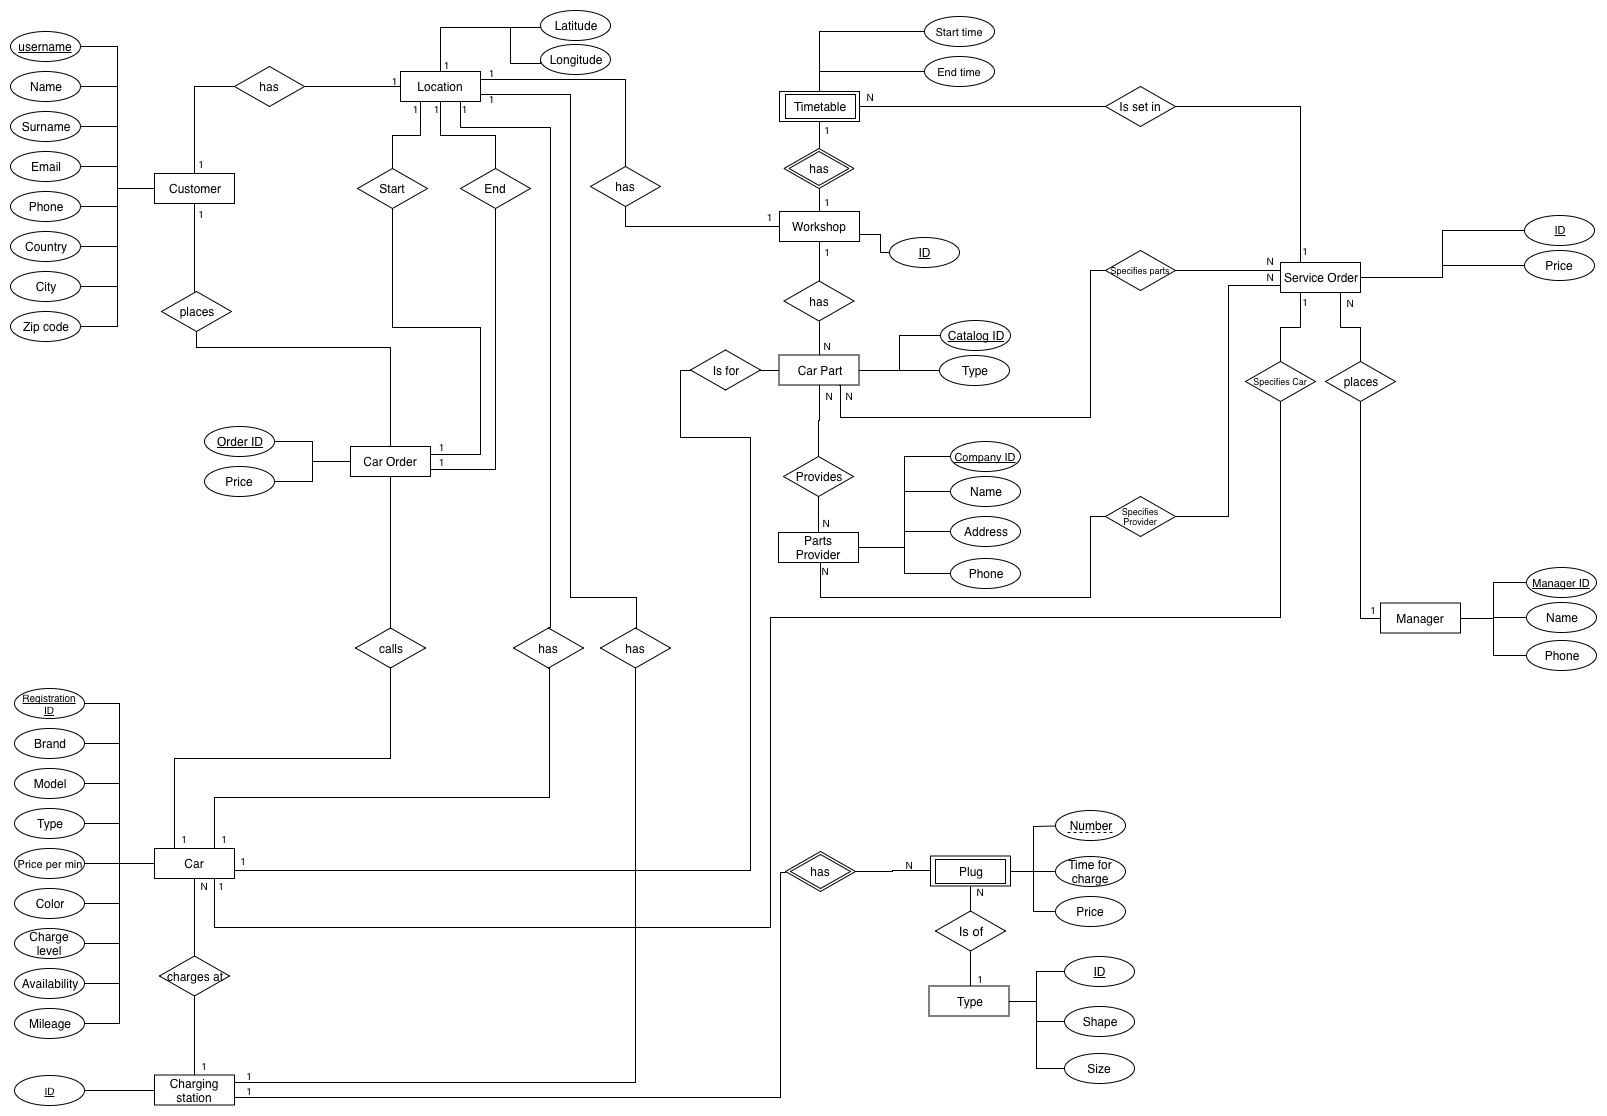 Latitude
Longitude
Start time
End time
username
Name
Surname
Email
Phone
Country
City
Zip code
has
1
Location
1
1
1
1
1
1
1
Customer
1
1
Start
End
has
1
Timetable
N
Is set in
1
has
1
Workshop
1
ID
has
N
Specifies parts
N
N
1
Service Order
1
N
ID
Price
places
Is for
Car Part
N
N
Catalog ID
Type
Specifies Car
places
Order ID
Price
Car Order
1
1
Provides
N
Parts
Provider
N
Company ID
Name
Address
Phone
Specifies
Provider
1
Manager
Manager ID
Name
Phone
calls
has
has
Registration
ID
Brand
Model
Type
Price per min
Color
Charge
level
Availability
Mileage
1
1
Car
1
N
1
charges at
1
Charging
station
1
1
ID
has
N
Plug
N
Number
Time for
charge
Price
Is of
1
Type
ID
Shape
Size